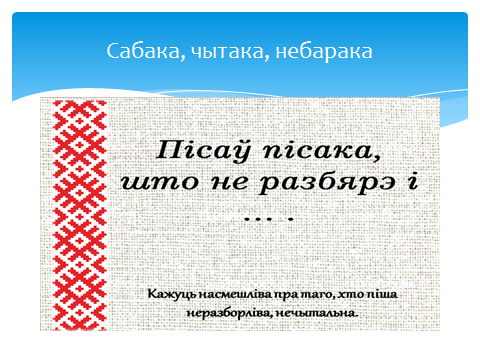 Сабака, чытака, небарака
Пісаў пісака,
што не разбярэ і
... .
Кажуць насмешліва пра таго, хто піша
неразборліва, нечытальна.